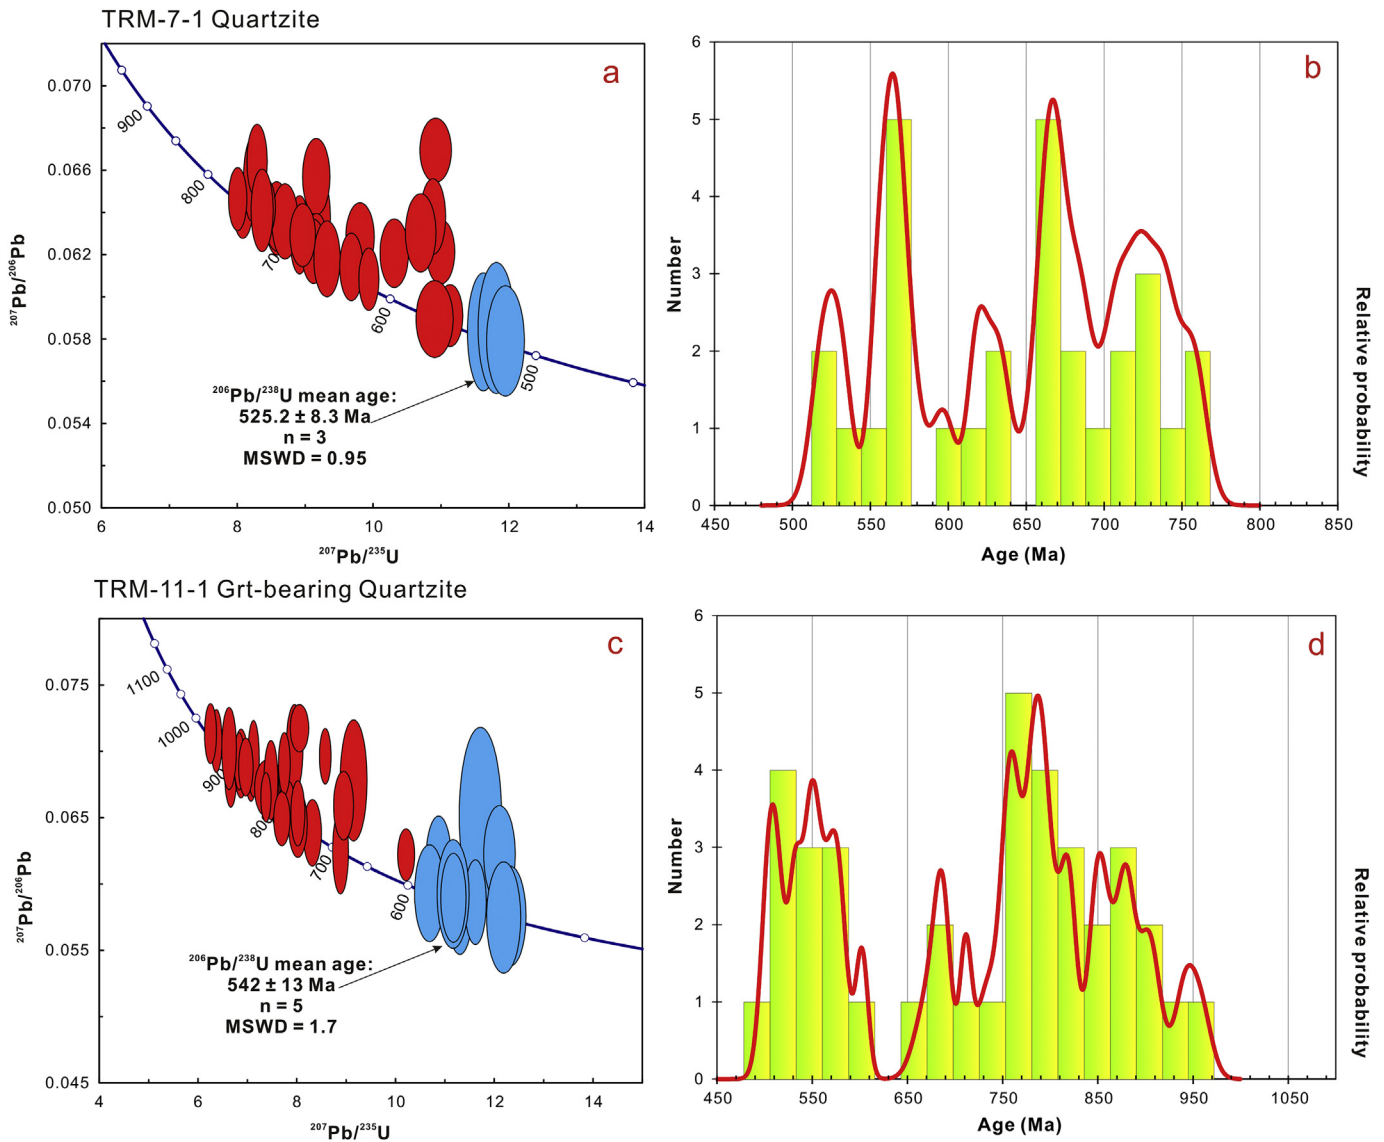 TRM-7-1 Quartzite
a
0.070
0.066
0.062
0.058
0.054
0.050
²⁰⁷Pb/²⁰⁶Pb
900
800
70
600
500
²⁰⁶Pb/²³⁸U mean age:
525.2 ± 8.3 Ma
n = 3
MSWD = 0.95
6 8 10 12 14
²⁰⁷Pb/²³⁵U
b
6
5
4
3
2
1
0
Number
Relative probability
450 500 550 600 650 700 750 800 850
Age (Ma)
TRM-11-1 Grt-bearing Quartzite
c
0.075
0.065
0.055
0.045
²⁰⁷Pb/²⁰⁶Pb
1100
1000
900
800
700
600
²⁰⁶Pb/²³⁸U mean age:
542 ± 13 Ma
n = 5
MSWD = 1.7
4 6 8 10 12 14
²⁰⁷Pb/²³⁵U
d
6
5
4
3
2
1
0
Number
Relative probability
450 550 650 750 850 950 1050
Age (Ma)